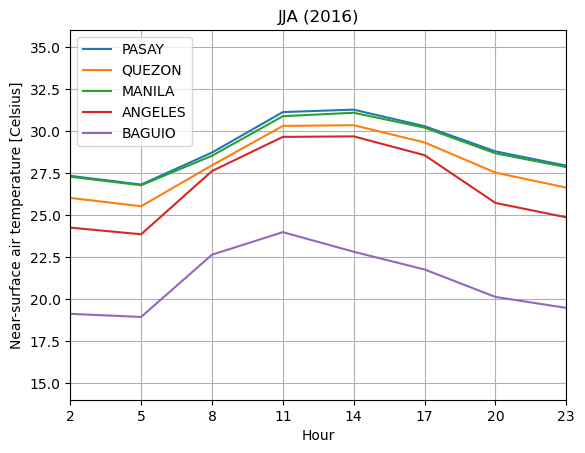 JJA (2016)
PASAY
QUEZON
MANILA
ANGELES
BAGUIO
Near-surface air temperature [Celsius]
35.0
32.5
30.0
27.5
25.0
22.5
20.0
17.5
15.0
2 5 8 11 14 17 20 23
Hour